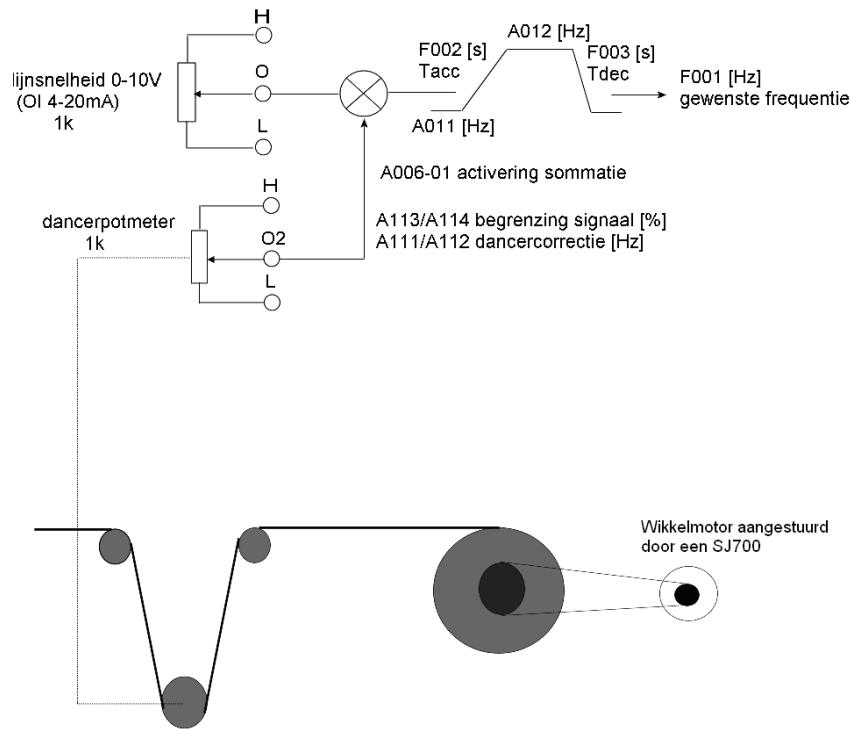 H
A012 [Hz]
F002 [s]
Tacc
F003 [s]
Tdec
lijnsnelheid 0-10V
(OI 4-20mA)
1k
O
F001 [Hz]
gewenste frequentie
A011 [Hz]
L
A006-01 activering sommatie
H
dancerpotmeter
1k
A113/A114 begrenzing signaal [%]
O2
A111/A112 dancercorrectie [Hz]
L
Wikkelmotor aangestuurd
door een SJ700